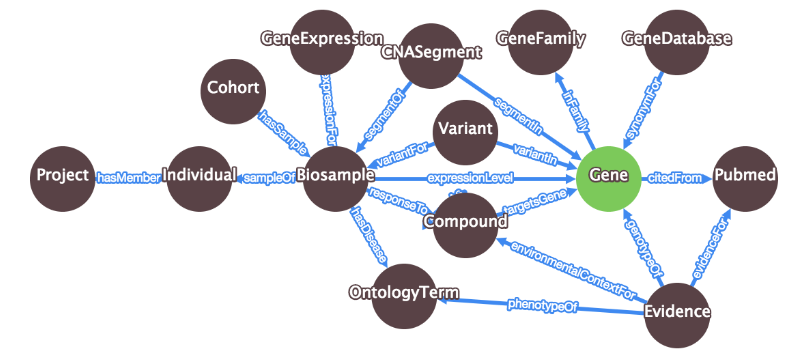 GeneExpression
CNASegment
GeneFamily
GeneDatabase
Cohort
expressionFor
segmentOf
segmentIn
inFamily
synonymFor
hasSample
Variant
variantFor
variantIn
Project
hasMember
Individual
sampleOf
Biosample
expressionLevel
Gene
citedFrom
Pubmed
responseTo
Compound
targetsGene
hasDisease
environmentalContextFor
genotypeOf
evidenceFor
OntologyTerm
phenotypeOf
Evidence